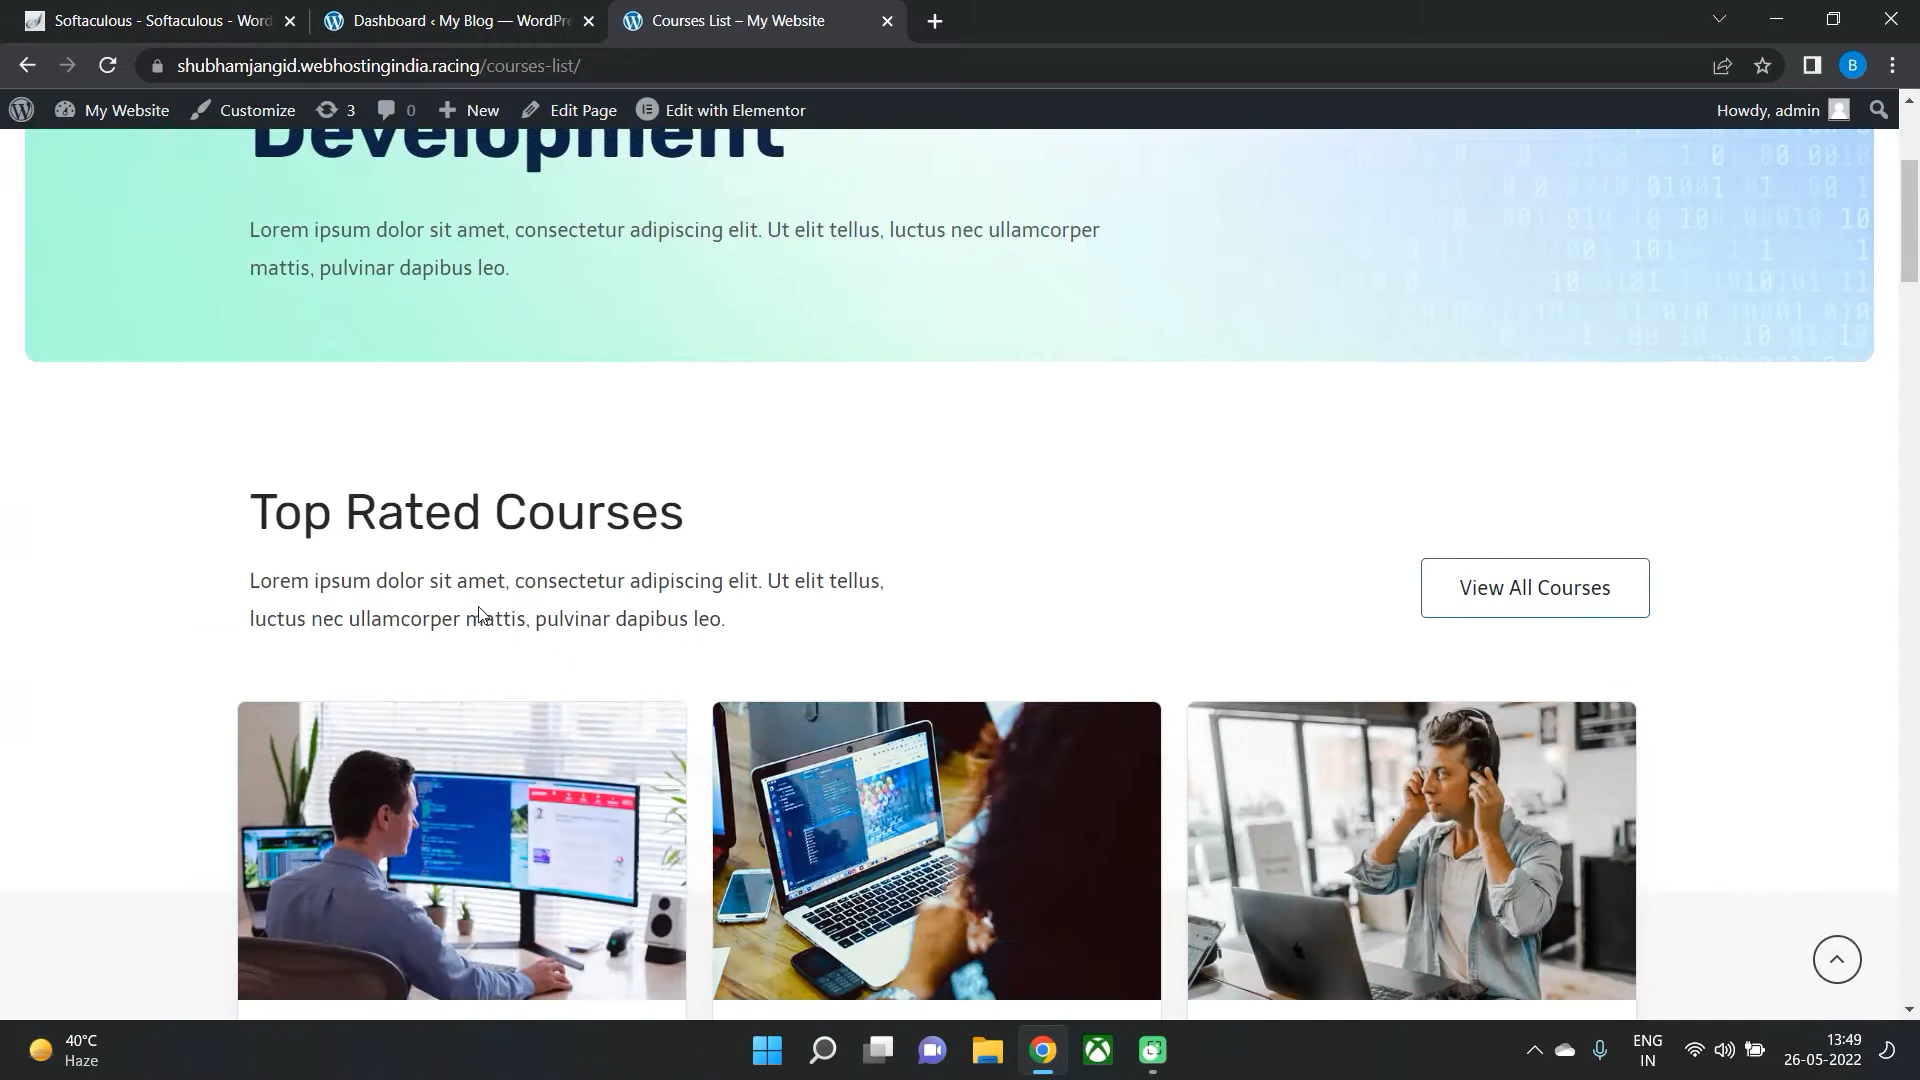 Softaculous - Softaculous - Word
Dashboard ‹ My Blog — WordPre
Courses List – My Website
shubhamjangid.webhostingindia.racing/courses-list/
B
My Website
Customize
3
0
New
Edit Page
Edit with Elementor
Howdy, admin
Development
Lorem ipsum dolor sit amet, consectetur adipiscing elit. Ut elit tellus, luctus nec ullamcorper
mattis, pulvinar dapibus leo.
Top Rated Courses
Lorem ipsum dolor sit amet, consectetur adipiscing elit. Ut elit tellus,
luctus nec ullamcorper mattis, pulvinar dapibus leo.
View All Courses
40°C
Haze
ENG
IN
13:49
26-05-2022